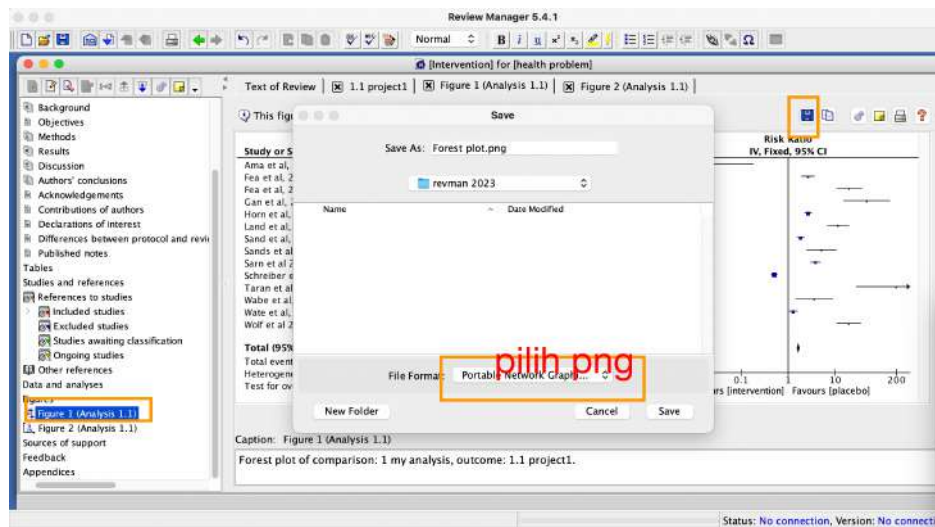 Review Manager 5.4.1
Normal
B i u
[Intervention] for [health problem]
Text of Review
1.1 project1
Figure 1 (Analysis 1.1)
Figure 2 (Analysis 1.1)
Background
Objectives
Methods
Results
Discussion
Authors' conclusions
Acknowledgements
Contributions of authors
Declarations of interest
Differences between protocol and revi
Published notes
Tables
Studies and references
References to studies
Included studies
Excluded studies
Studies awaiting classification
Ongoing studies
Other references
Data and analyses
Figure 1 (Analysis 1.1)
Figure 2 (Analysis 1.1)
Sources of support
Feedback
Appendices
This figu
Study or S
Ama et al,
Fea et al, 2
Fea et al, 2
Gan et al,
Horn et al,
Land et al,
Sand et al,
Sands et al
Sarn et al 2
Schreiber e
Taran et al
Wabe et al,
Wate et al,
Wolf et al 2
Total (95%
Total event
Heterogene
Test for ov
Save
Save As: Forest plot.png
revman 2023
Name
Date Modified
pilih png
File Format: Portable Network Graphi...
New Folder
Cancel
Save
Risk Ratio
IV, Fixed, 95% CI
0.1 1 10 200
urs [intervention] Favours [placebo]
Caption: Figure 1 (Analysis 1.1)
Forest plot of comparison: 1 my analysis, outcome: 1.1 project1.
Status: No connection, Version: No connecti